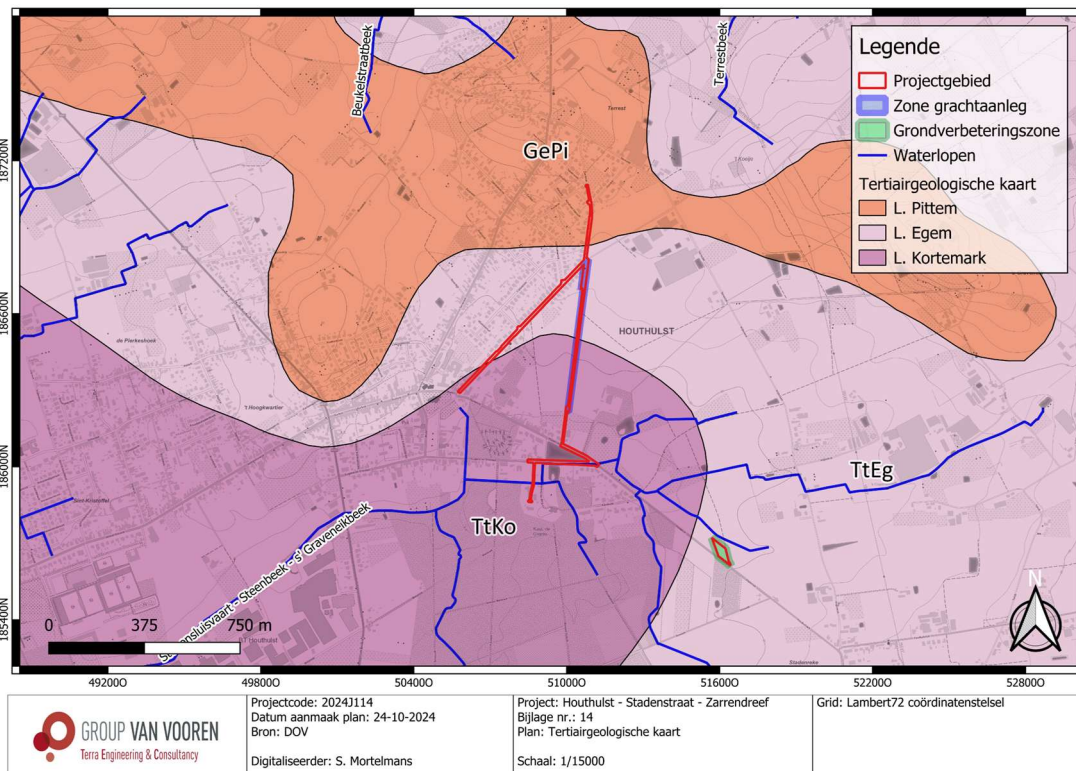 492000 498000 504000 510000 516000 522000 528000
187200N
186600N
186000N
185400N
Beukelstraatbeek
Terrestbeek
Terrest
GePi
HOUTHULST
de Pierkeshoek
't Hooghkwartier
TtEg
TtKo
Stadenreke
0 375 750 m
N
Legende
Projectgebied
Zone grachtaanleg
Grondverbeteringszone
Waterlopen
Tertiairgeologische kaart
L. Pittem
L. Egem
L. Kortemark
GROUP VAN VOOREN
Terra Engineering & Consultancy
Projectcode: 2024J114
Datum aanmaak plan: 24-10-2024
Bron: DOV
Digitaliseerder: S. Mortelmans
Project: Houthulst - Stadenstraat - Zarrendreef
Bijlage nr.: 14
Plan: Tertiairgeologische kaart
Schaal: 1/15000
Grid: Lambert72 coördinatenstelsel